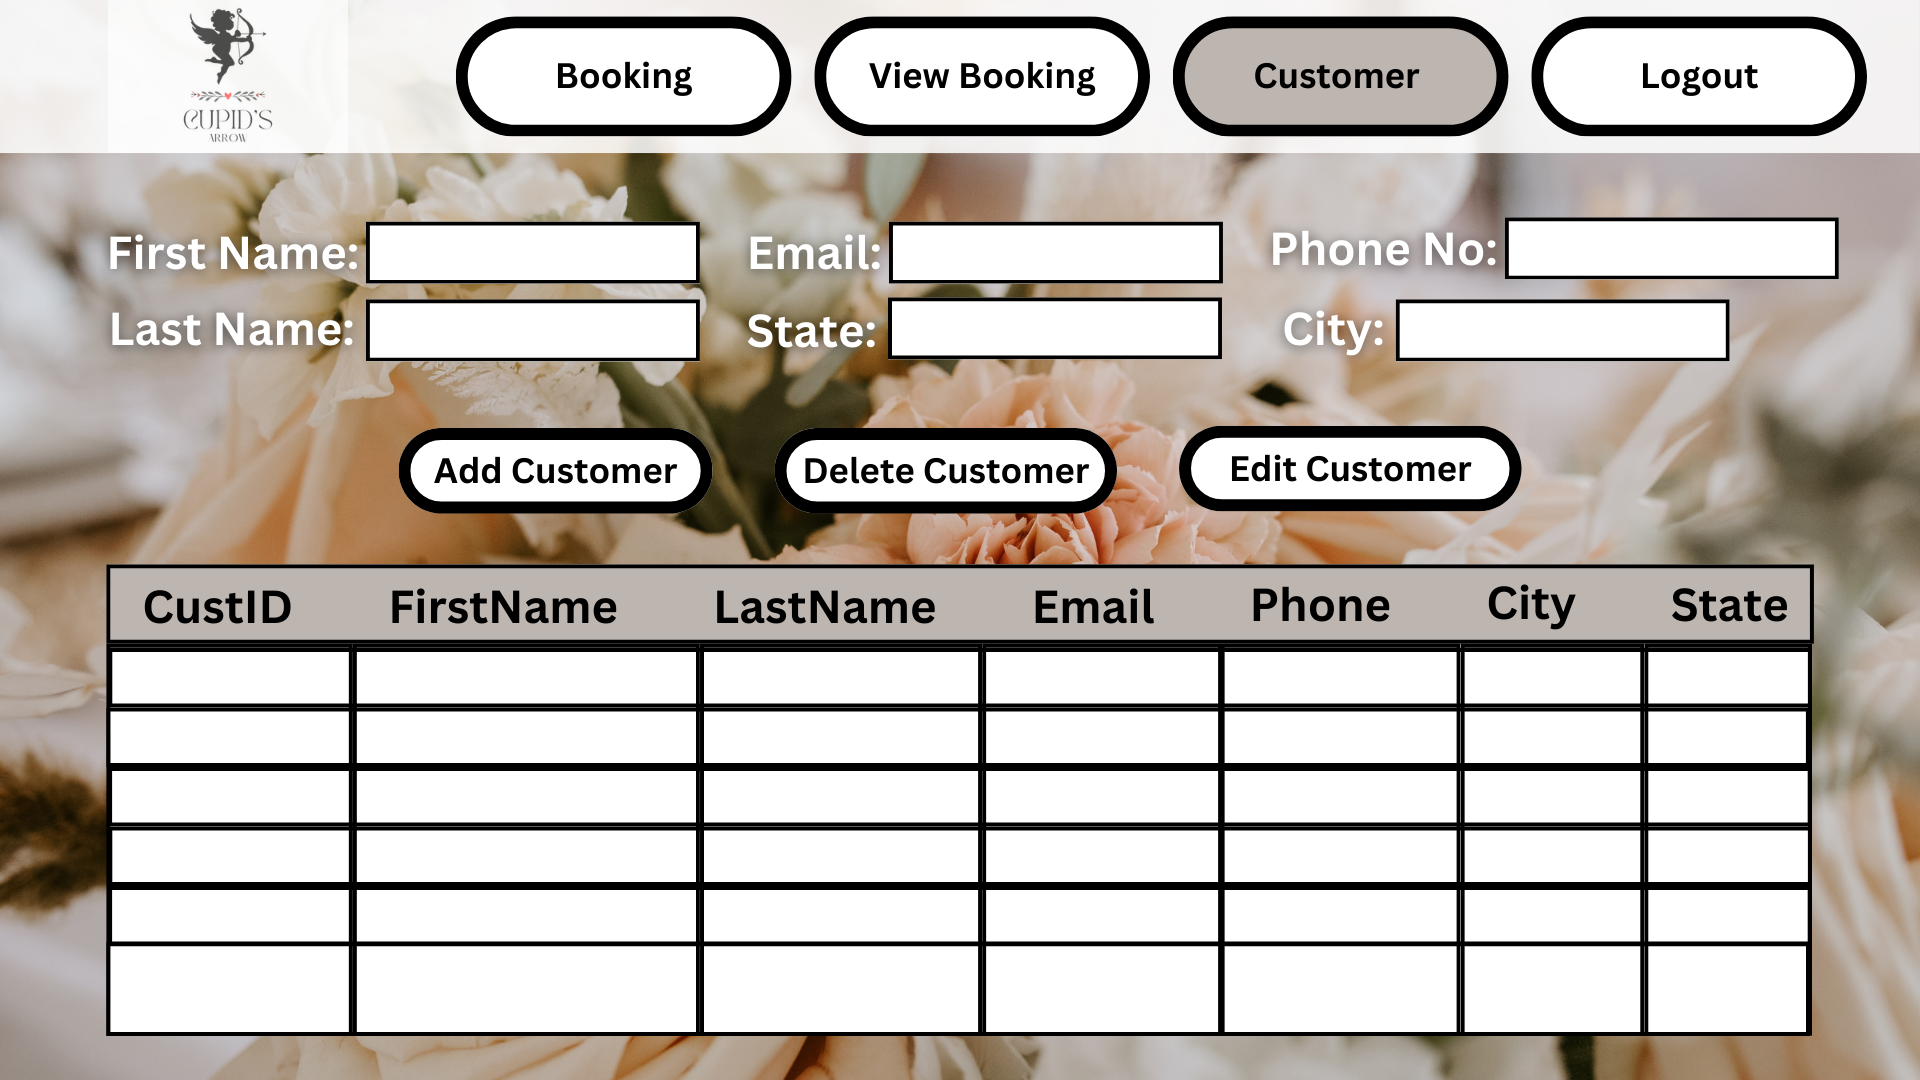 CUPID'S
ARROW
Booking
View Booking
Customer
Logout
First Name:
Email:
Phone No:
Last Name:
State:
City:
Add Customer
Delete Customer
Edit Customer
CustID
FirstName
LastName
Email
Phone
City
State